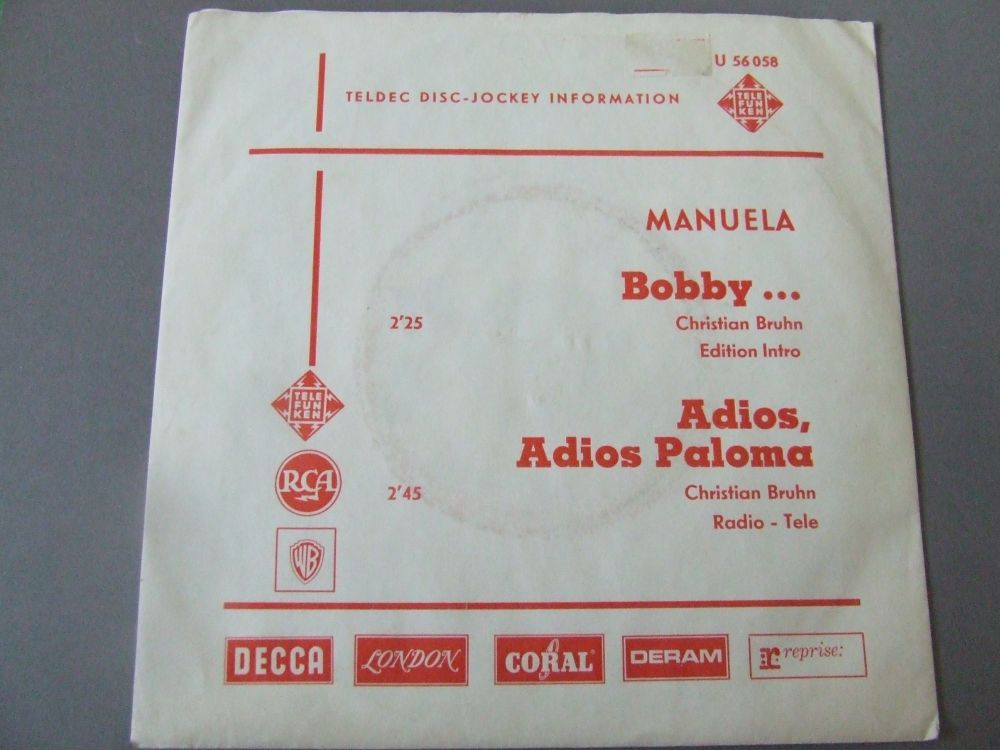 U 56 058
TELDEC DISC-JOCKEY INFORMATION
TELE
FUN
KEN
MANUELA
Bobby ...
2'25
Christian Bruhn
Edition Intro
TELE
FUN
KEN
Adios,
Adios Paloma
RCA
2'45
Christian Bruhn
Radio - Tele
WB
DECCA
LONDON
CORAL
DERAM
r reprise: